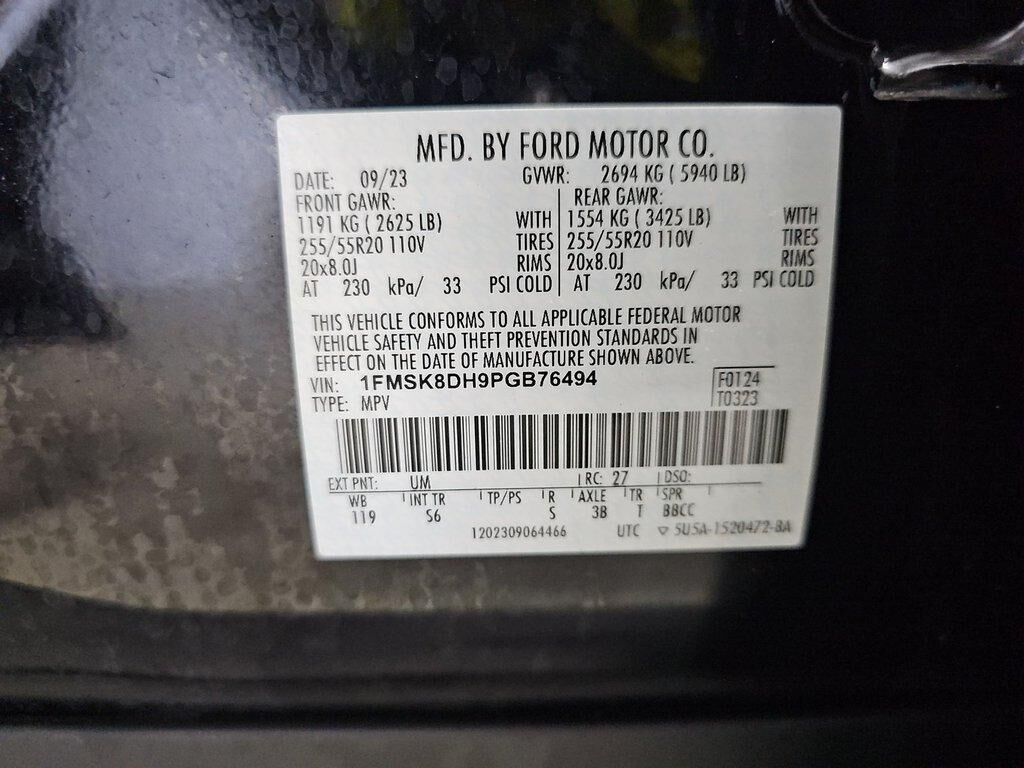 MFD. BY FORD MOTOR CO.
DATE: 09/23 GVWR: 2694 KG ( 5940 LB)
FRONT GAWR: REAR GAWR:
1191 KG ( 2625 LB) WITH 1554 KG ( 3425 LB) WITH
255/55R20 110V TIRES 255/55R20 110V TIRES
20x8.0J RIMS 20x8.0J RIMS
AT 230 kPa/ 33 PSI COLD AT 230 kPa/ 33 PSI COLD
THIS VEHICLE CONFORMS TO ALL APPLICABLE FEDERAL MOTOR
VEHICLE SAFETY AND THEFT PREVENTION STANDARDS IN
EFFECT ON THE DATE OF MANUFACTURE SHOWN ABOVE.
VIN: 1FMSK8DH9PGB76494 F0124
TYPE: MPV T0323
EXT PNT: UM RC: 27 DSO:
WB INT TR TP/PS R AXLE TR SPR
119 S6 S 3B T BBCC
1202309064466 UTC ▽ 5U5A-1520472-BA